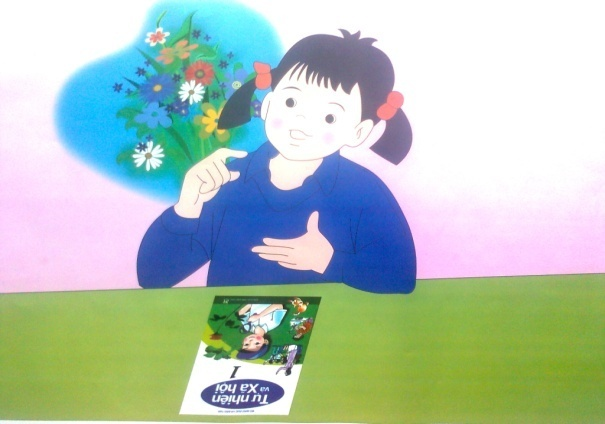 Tự nhiên
và Xã hội
1